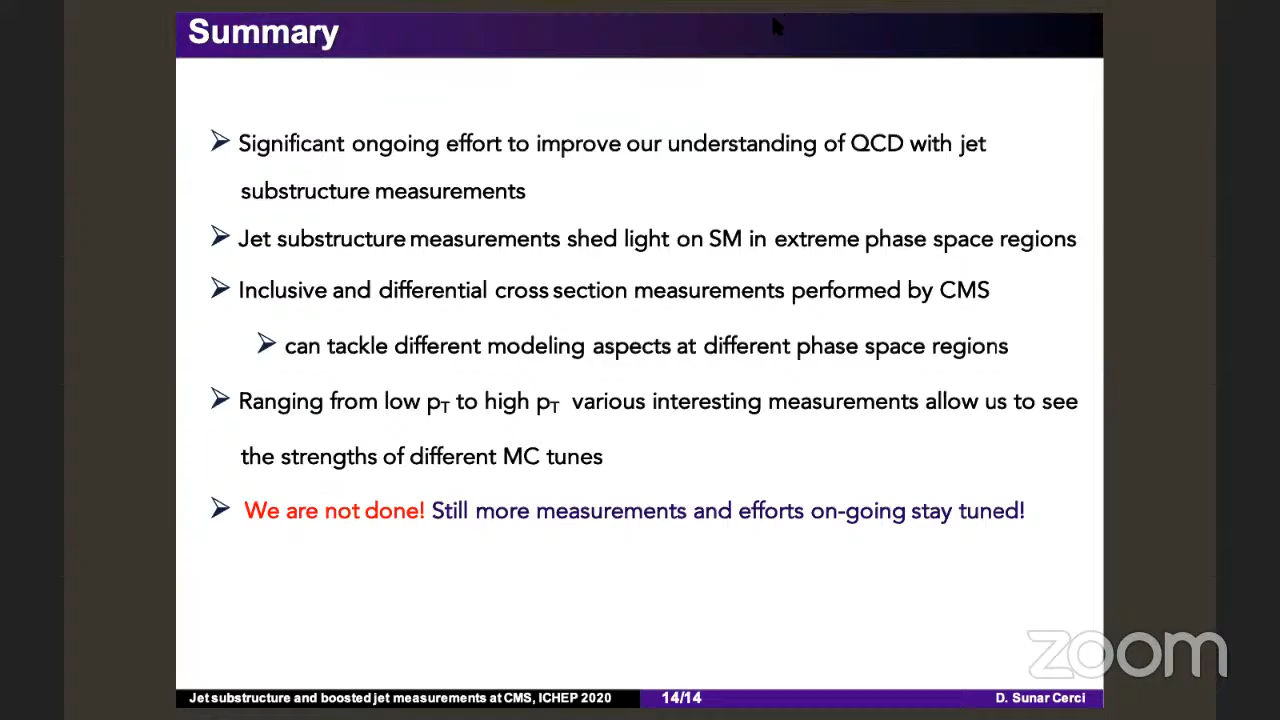 Summary
Significant ongoing effort to improve our understanding of QCD with jet
substructure measurements
Jet substructure measurements shed light on SM in extreme phase space regions
Inclusive and differential cross section measurements performed by CMS
can tackle different modeling aspects at different phase space regions
Ranging from low pT to high pT various interesting measurements allow us to see
the strengths of different MC tunes
We are not done! Still more measurements and efforts on-going stay tuned!
zoom
Jet substructure and boosted jet measurements at CMS, ICHEP 2020 14/14 D. Sunar Cerci